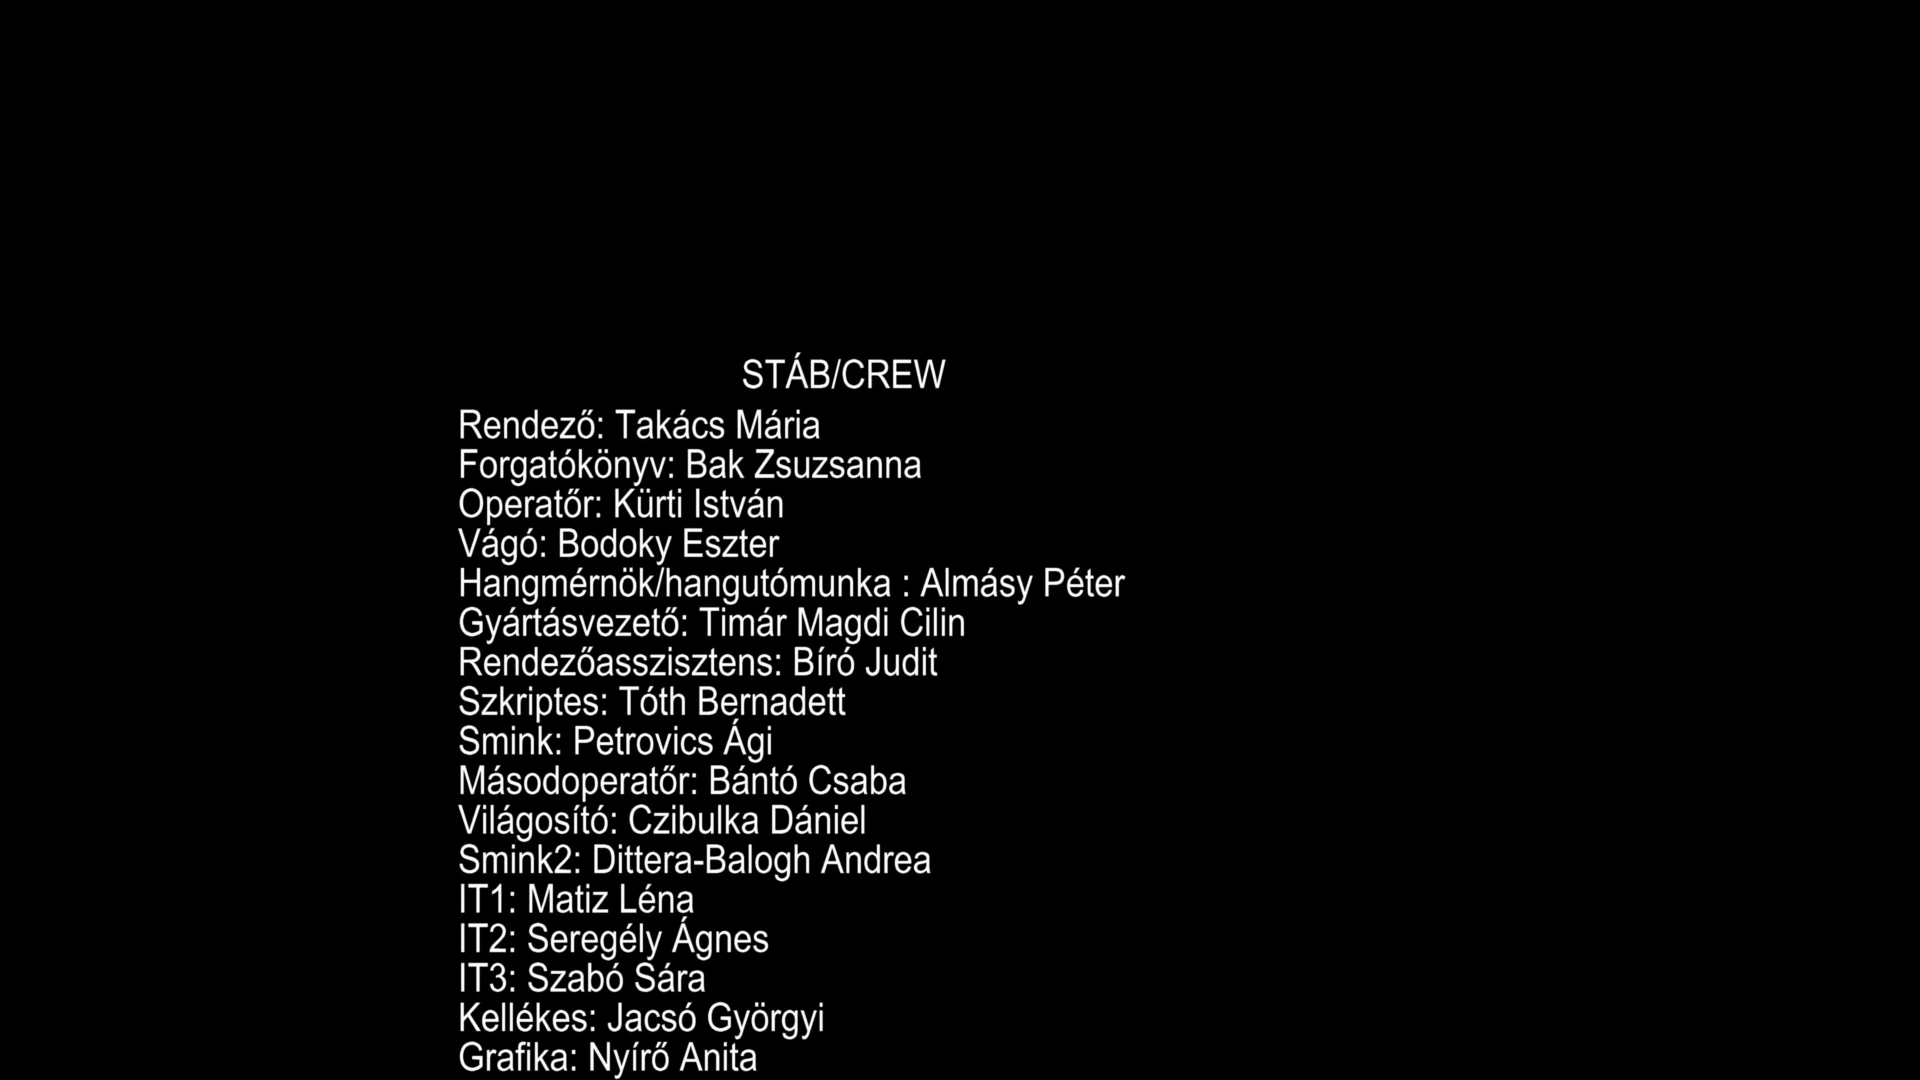 STÁB/CREW
Rendező: Takács Mária
Forgatókönyv: Bak Zsuzsanna
Operatőr: Kürti István
Vágó: Bodoky Eszter
Hangmérnök/hangutómunka : Almásy Péter
Gyártásvezető: Timár Magdi Cilin
Rendezőasszisztens: Bíró Judit
Szkriptes: Tóth Bernadett
Smink: Petrovics Ági
Másodoperatőr: Bántó Csaba
Világosító: Czibulka Dániel
Smink2: Dittera-Balogh Andrea
IT1: Matiz Léna
IT2: Seregély Ágnes
IT3: Szabó Sára
Kellékes: Jacsó Györgyi
Grafika: Nyírő Anita